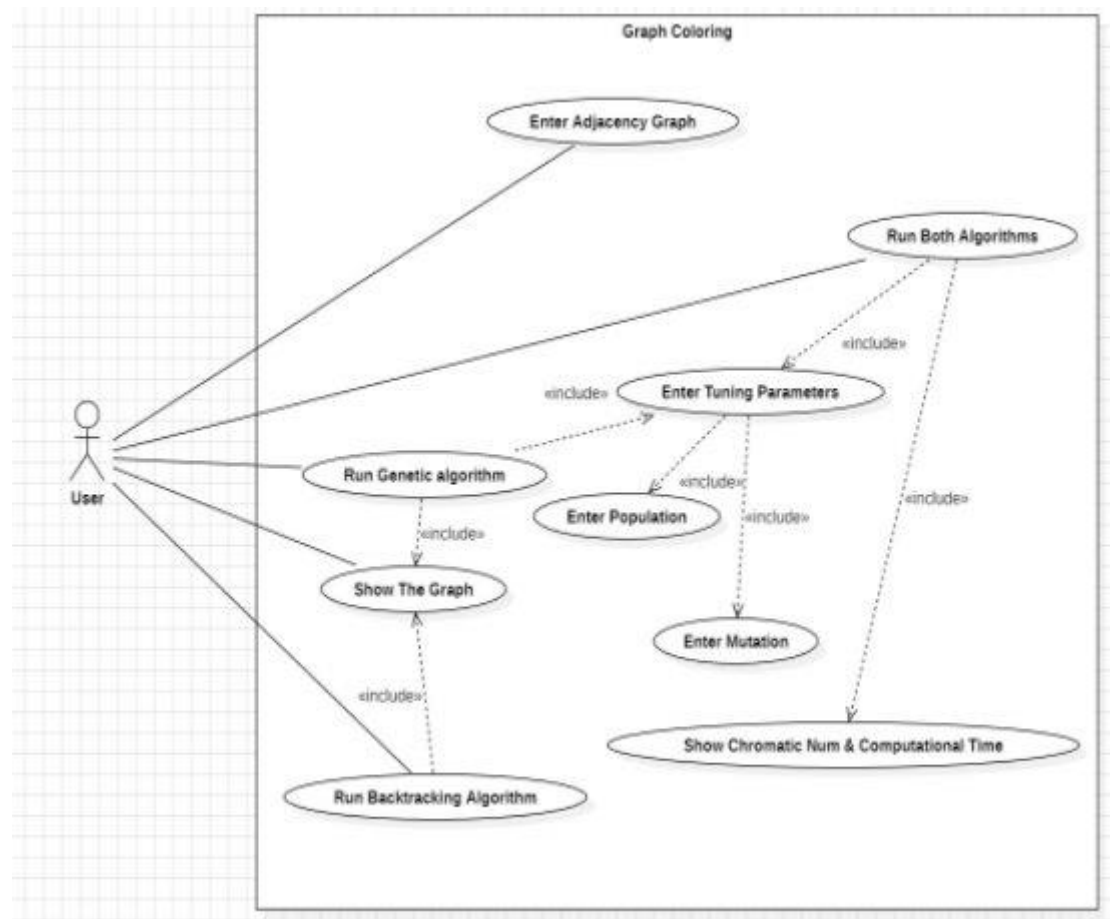 Graph Coloring
Enter Adjacency Graph
Run Both Algorithms
«include»
Enter Tuning Parameters
«include»
Run Genetic algorithm
«include»
«include»
Enter Population
«include»
«include»
User
«include»
Show The Graph
Enter Mutation
«include»
Show Chromatic Num & Computational Time
Run Backtracking Algorithm